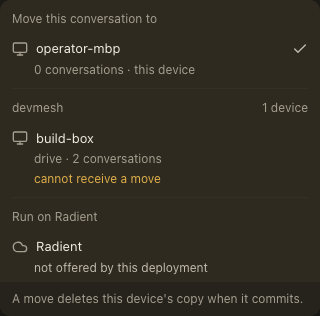 Move this conversation to
operator-mbp
0 conversations · this device
devmesh 1 device
build-box
drive · 2 conversations
cannot receive a move
Run on Radient
Radient
not offered by this deployment
A move deletes this device's copy when it commits.